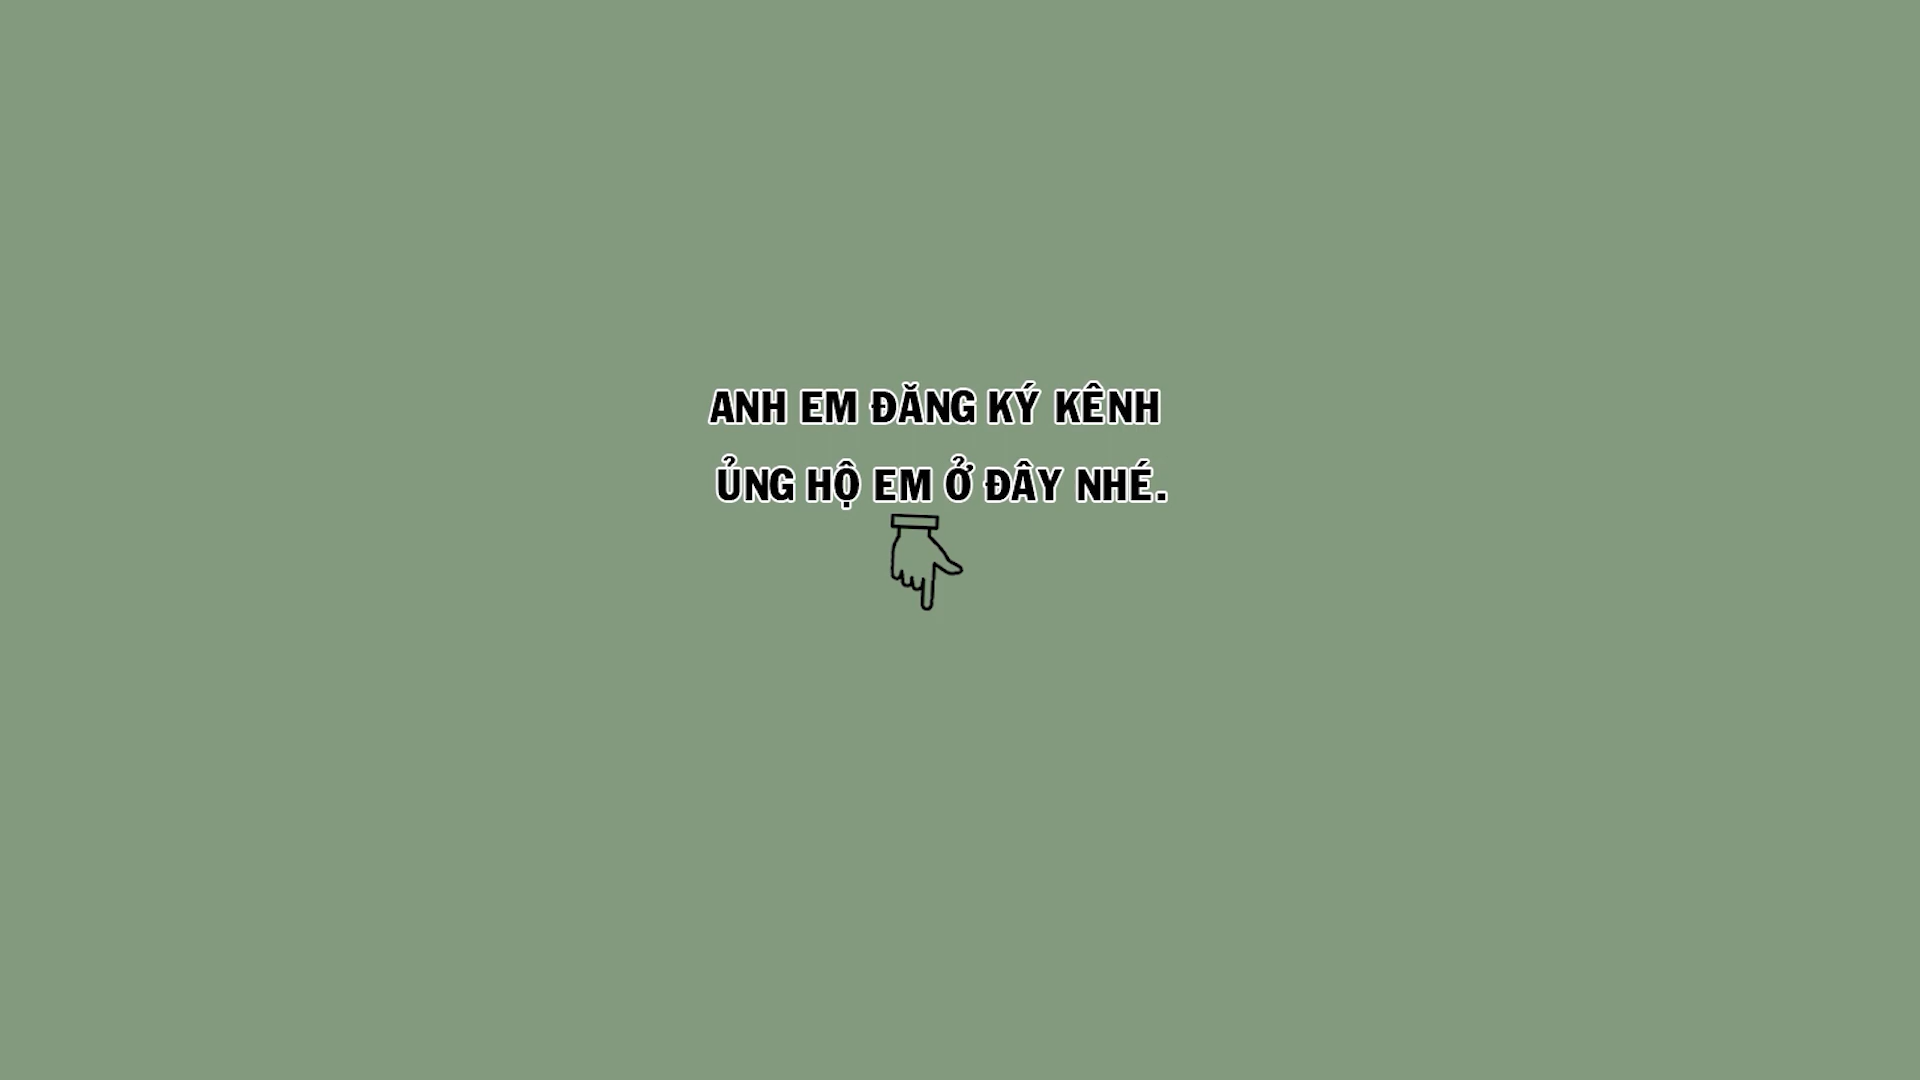 ANH EM ĐĂNG KÝ KÊNH
ỦNG HỘ EM Ở ĐÂY NHÉ.